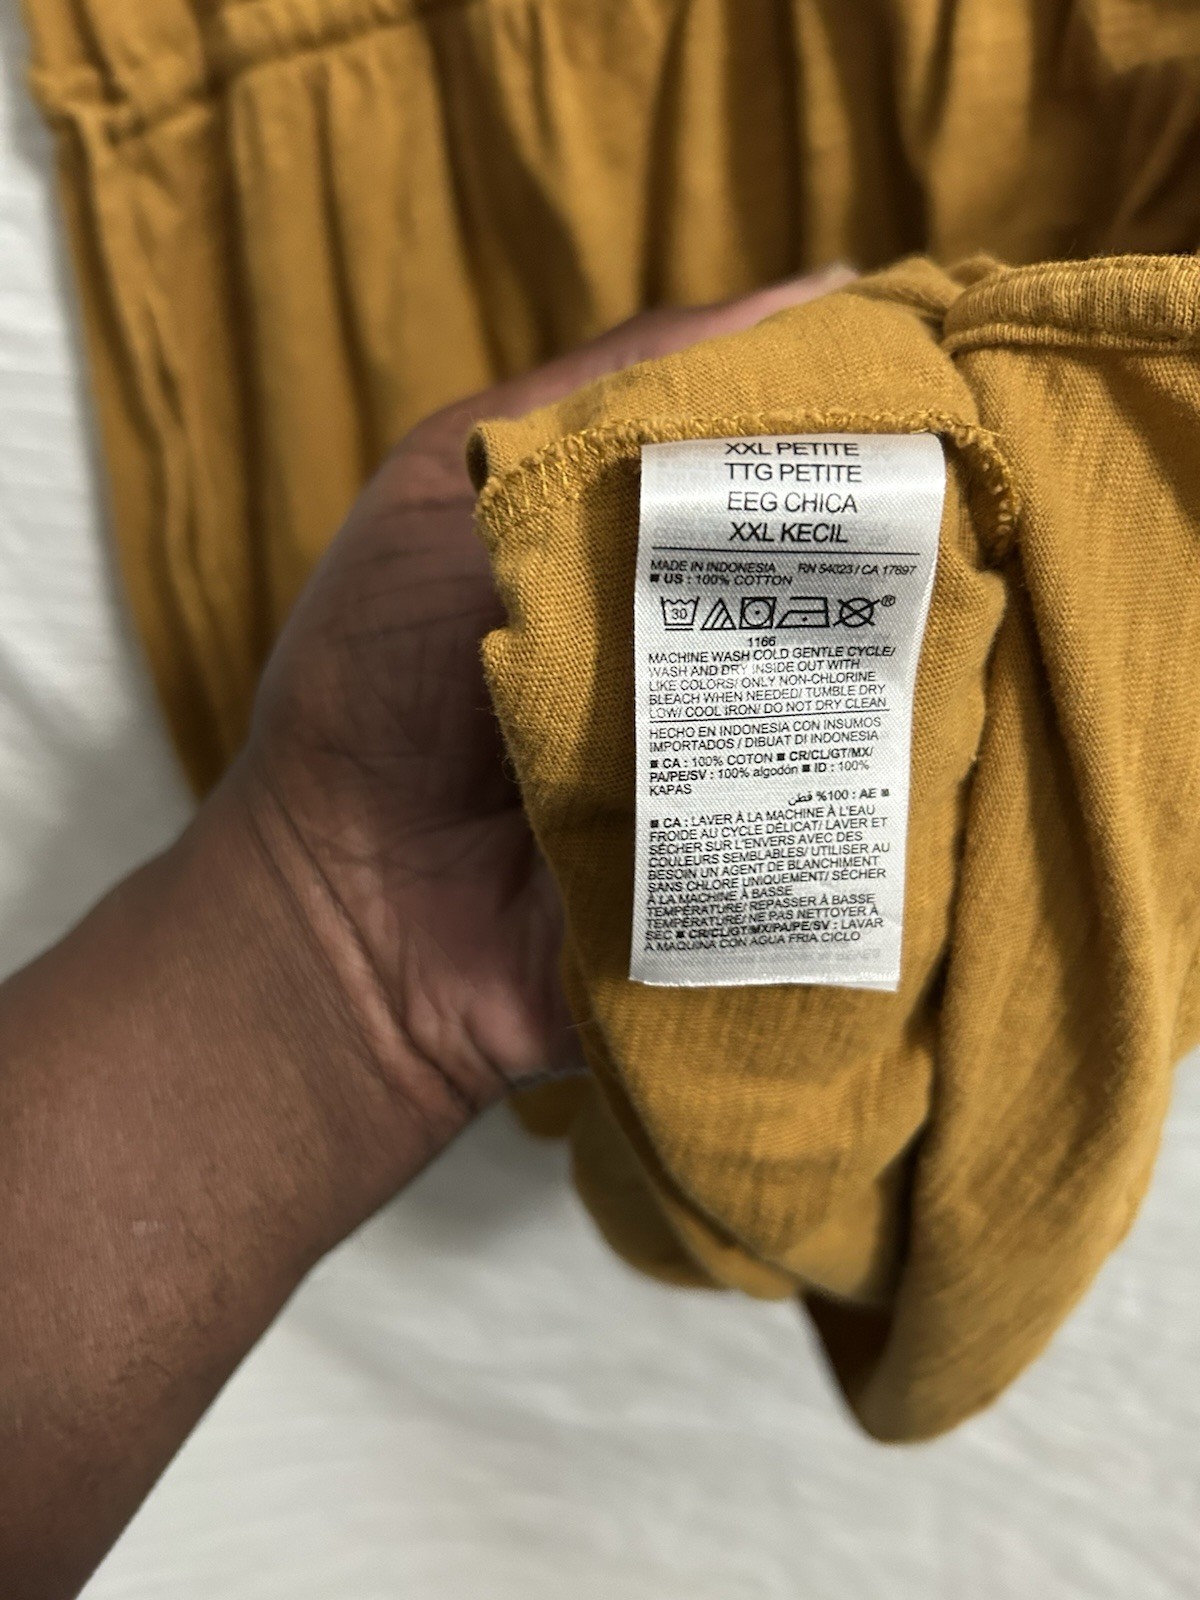 XXL PETITE
TTG PETITE
EEG CHICA
XXL KECIL
MADE IN INDONESIA RN 54023 / CA 17897
■ US : 100% COTTON
30 ®
1166
MACHINE WASH COLD GENTLE CYCLE/
WASH AND DRY INSIDE OUT WITH
LIKE COLORS/ ONLY NON-CHLORINE
BLEACH WHEN NEEDED/ TUMBLE DRY
LOW/ COOL IRON/ DO NOT DRY CLEAN
HECHO EN INDONESIA CON INSUMOS
IMPORTADOS / DIBUAT DI INDONESIA
■ CA : 100% COTON ■ CR/CL/GT/MX/
PA/PE/SV : 100% algodón ■ ID : 100%
KAPAS
■ AE : 100% قطن
■ CA : LAVER À LA MACHINE À L'EAU
FROIDE AU CYCLE DÉLICAT/ LAVER ET
SÉCHER SUR L'ENVERS AVEC DES
COULEURS SEMBLABLES/ UTILISER AU
BESOIN UN AGENT DE BLANCHIMENT
SANS CHLORE UNIQUEMENT/ SÉCHER
À LA MACHINE À BASSE
TEMPÉRATURE/ REPASSER À BASSE
TEMPÉRATURE/ NE PAS NETTOYER À
SEC ■ CR/CL/GT/MX/PA/PE/SV : LAVAR
A MAQUINA CON AGUA FRIA CICLO